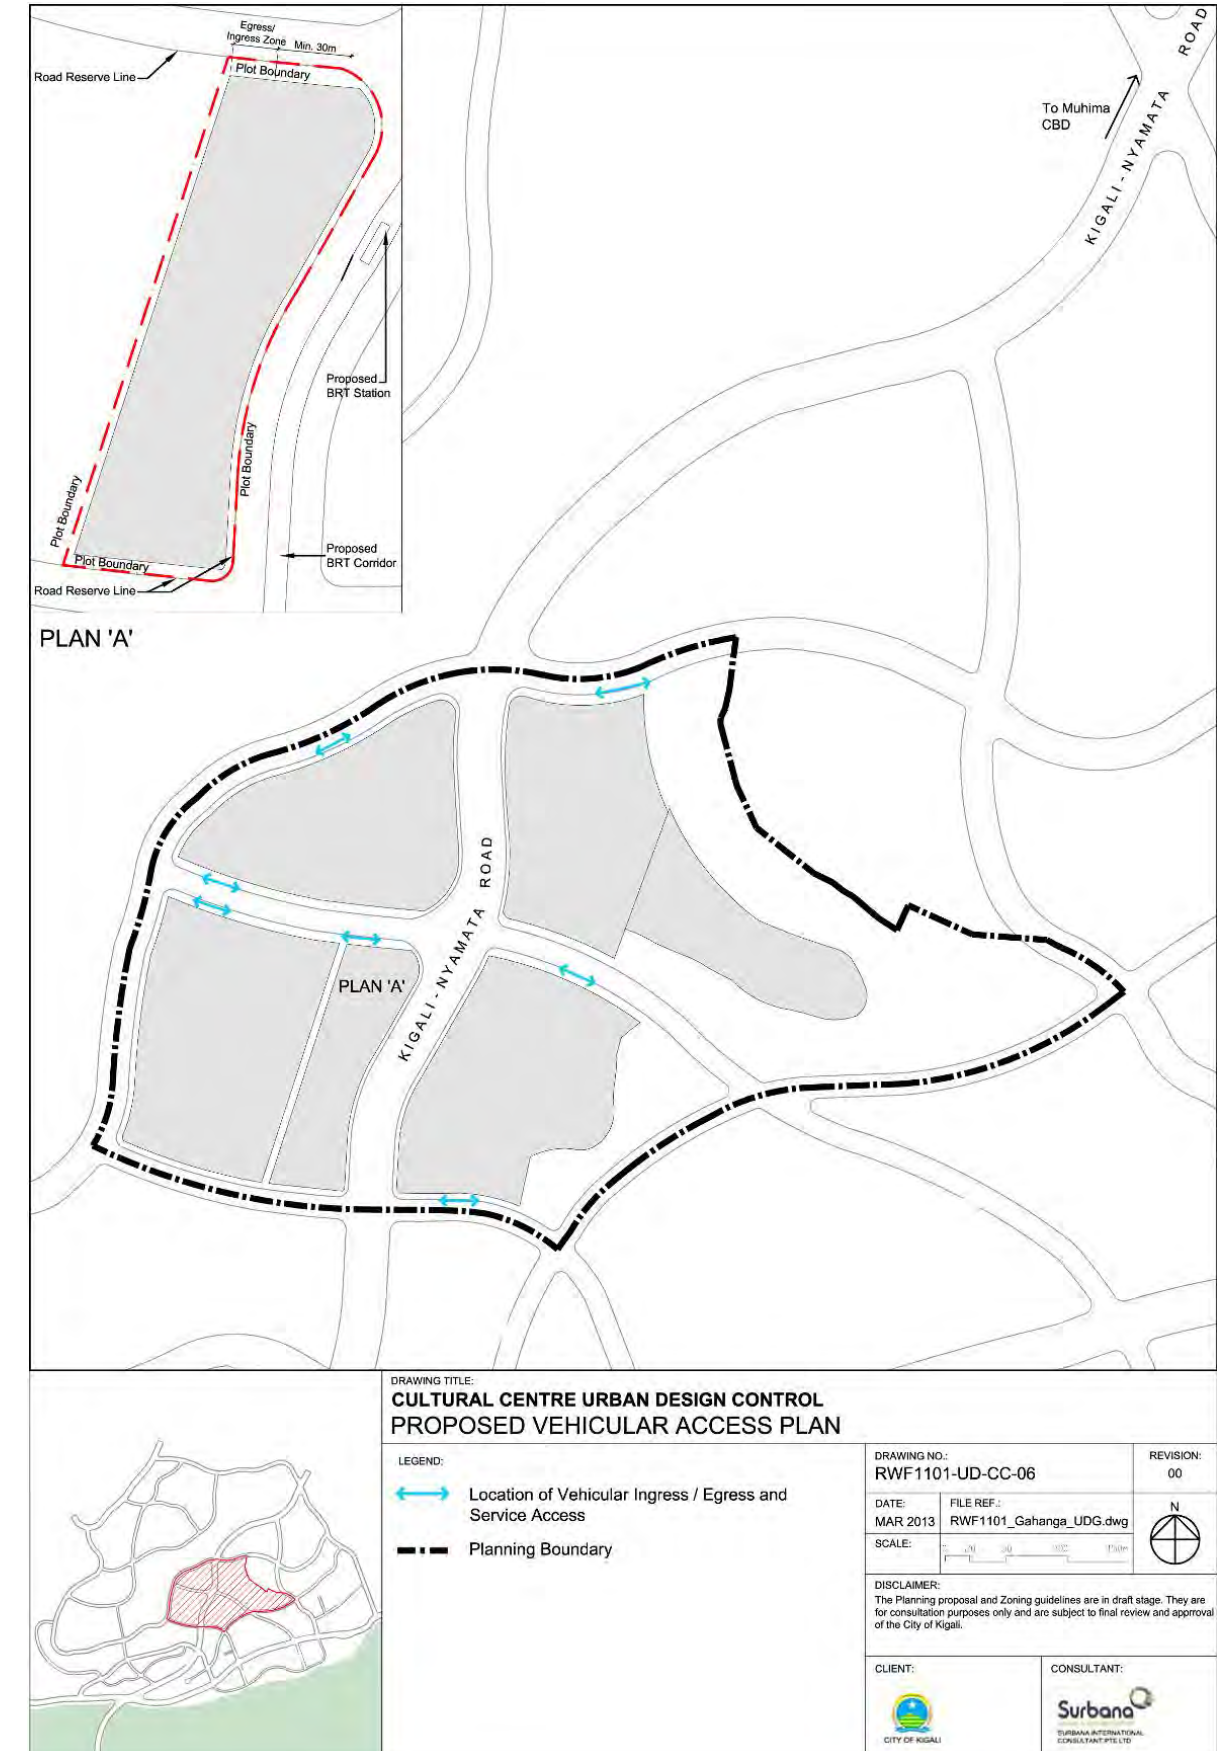 Egress/
Ingress Zone
Min. 30m
Plot Boundary
Road Reserve Line
To Muhima
CBD
KIGALI - NYAMATA ROAD
Proposed
BRT Station
Plot Boundary
Plot Boundary
Proposed
BRT Corridor
Plot Boundary
Road Reserve Line
PLAN 'A'
KIGALI - NYAMATA ROAD
PLAN 'A'
DRAWING TITLE:
CULTURAL CENTRE URBAN DESIGN CONTROL
PROPOSED VEHICULAR ACCESS PLAN
LEGEND:
Location of Vehicular Ingress / Egress and
Service Access
Planning Boundary
DRAWING NO.:
RWF1101-UD-CC-06
REVISION:
00
DATE:
MAR 2013
FILE REF.:
RWF1101_Gahanga_UDG.dwg
N
SCALE:
DISCLAIMER:
The Planning proposal and Zoning guidelines are in draft stage. They are
for consultation purposes only and are subject to final review and approval
of the City of Kigali.
CLIENT:
CITY OF KIGALI
CONSULTANT:
Surbana
SURBANA INTERNATIONAL
CONSULTANT PTE LTD